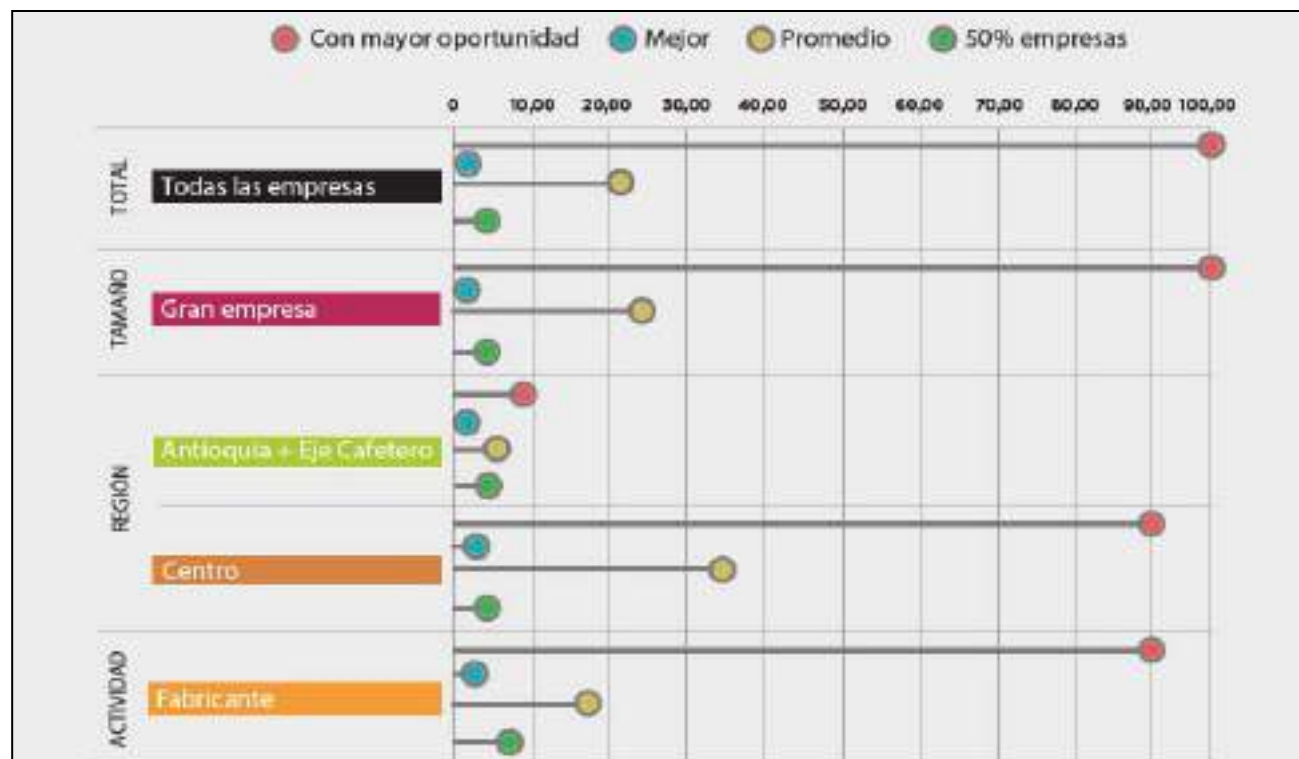 Con mayor oportunidad Mejor Promedio 50% empresas
0 10,00 20,00 30,00 40,00 50,00 60,00 70,00 80,00 90,00 100,00
TOTAL
Todas las empresas
TAMAÑO
Gran empresa
REGIÓN
Antioquia + Eje Cafetero
Centro
ACTIVIDAD
Fabricante